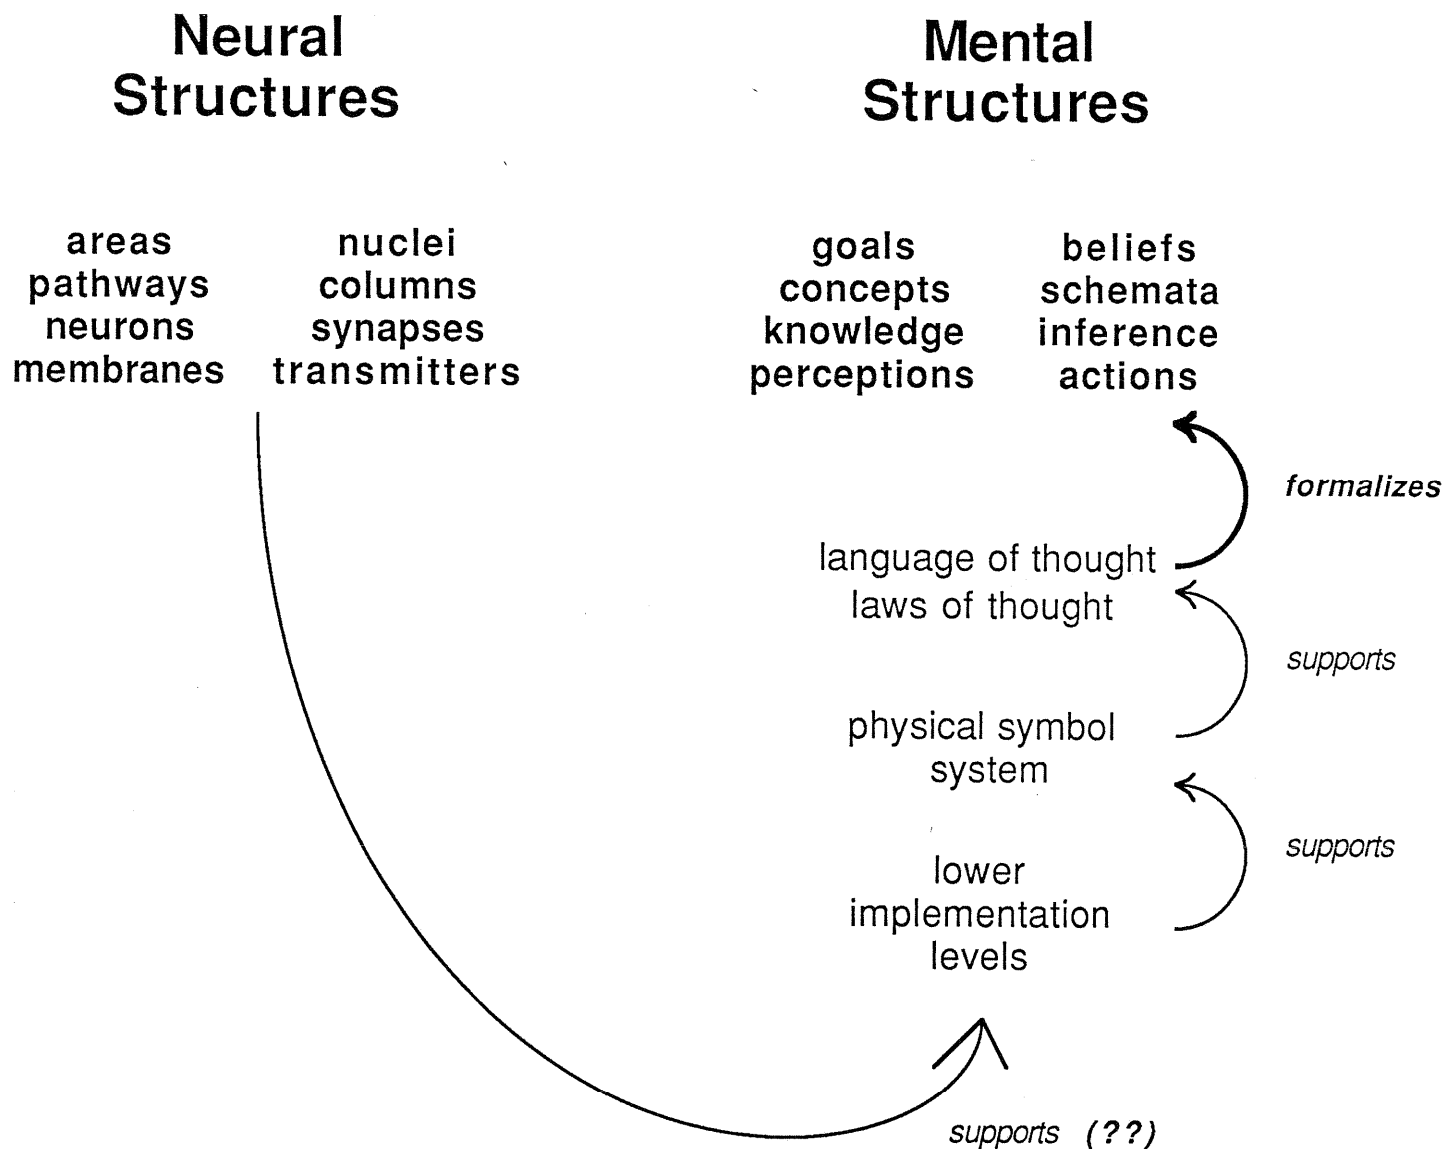 Neural
Structures
Mental
Structures
areas
pathways
neurons
membranes
nuclei
columns
synapses
transmitters
goals
concepts
knowledge
perceptions
beliefs
schemata
inference
actions
formalizes
language of thought
laws of thought
supports
physical symbol
system
supports
lower
implementation
levels
supports (??)